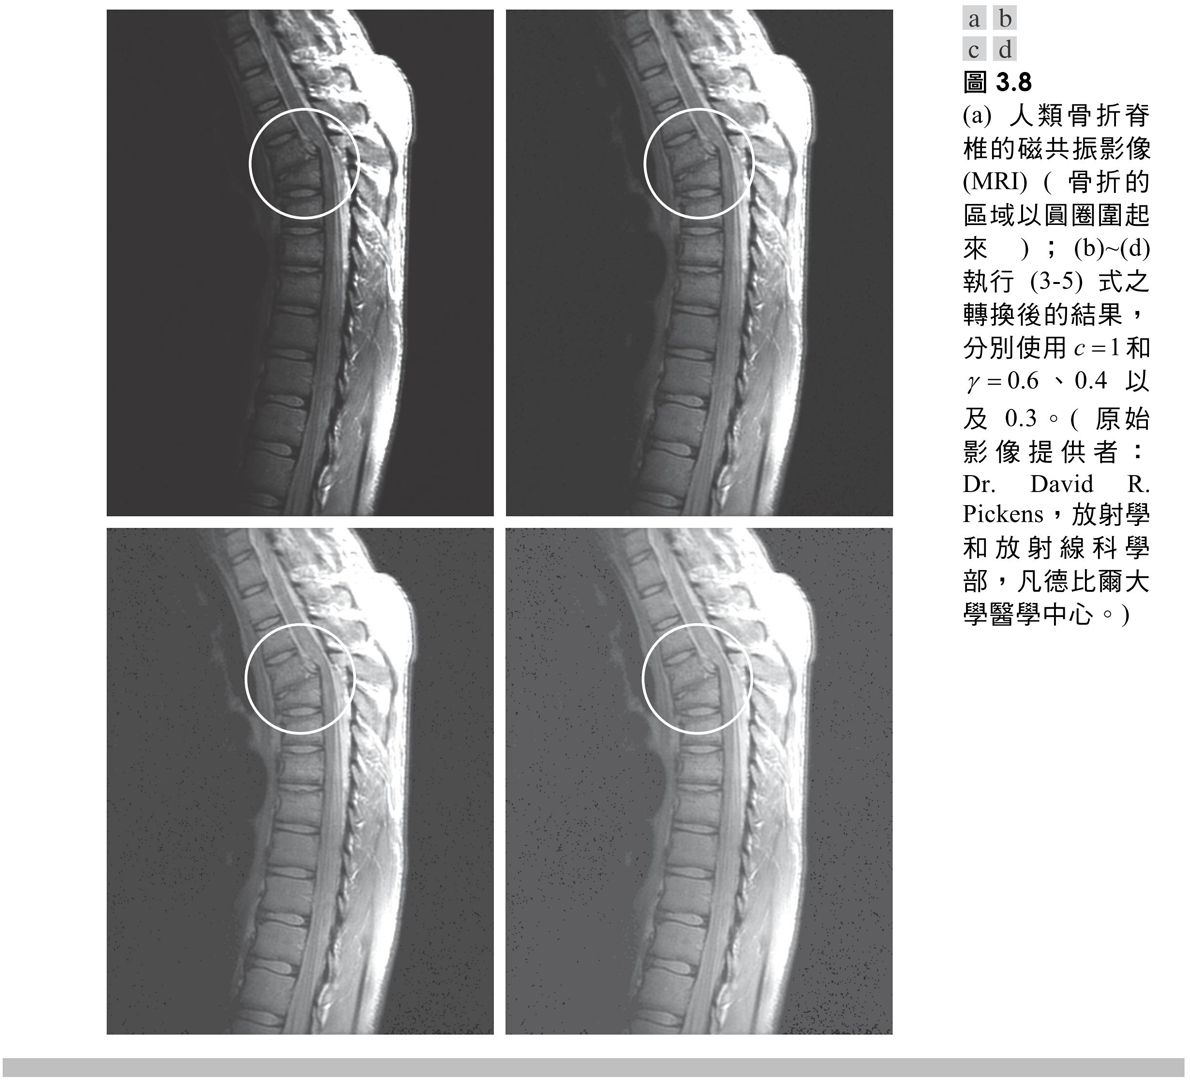 a b
c d
圖 3.8
(a) 人類骨折脊
椎的磁共振影像
(MRI) ( 骨折的
區域以圓圈圍起
來 ) ; (b)~(d)
執行 (3-5) 式之
轉換後的結果，
分別使用 c = 1 和
γ = 0.6 、0.4 以
及 0.3。( 原始
影像提供者：
Dr. David R.
Pickens，放射學
和放射線科學
部，凡德比爾大
學醫學中心。)